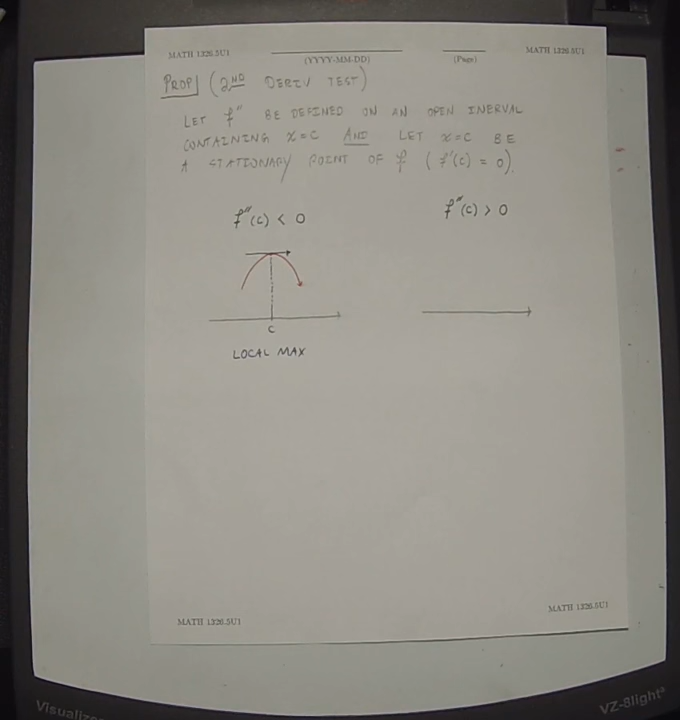 MATH 1326.5U1
(YYYY-MM-DD)
(Page)
MATH 1326.5U1
PROP (2ND DERIV TEST)
LET f" BE DEFINED ON AN OPEN INERVAL
CONTAINING x=c AND LET x=c BE
A STATIONARY POINT OF f (f'(c) = 0).
f"(c) < 0
f"(c) > 0
c
LOCAL MAX
MATH 1326.5U1
MATH 1326.5U1
VZ-8light³